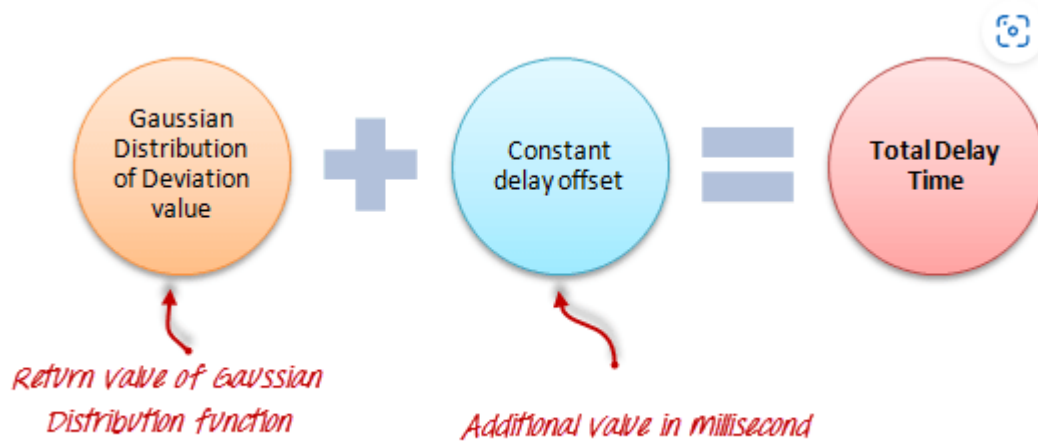 Gaussian
Distribution
of Deviation
value
Constant
delay offset
Total Delay
Time
Return value of Gaussian
Distribution function
Additional value in millisecond